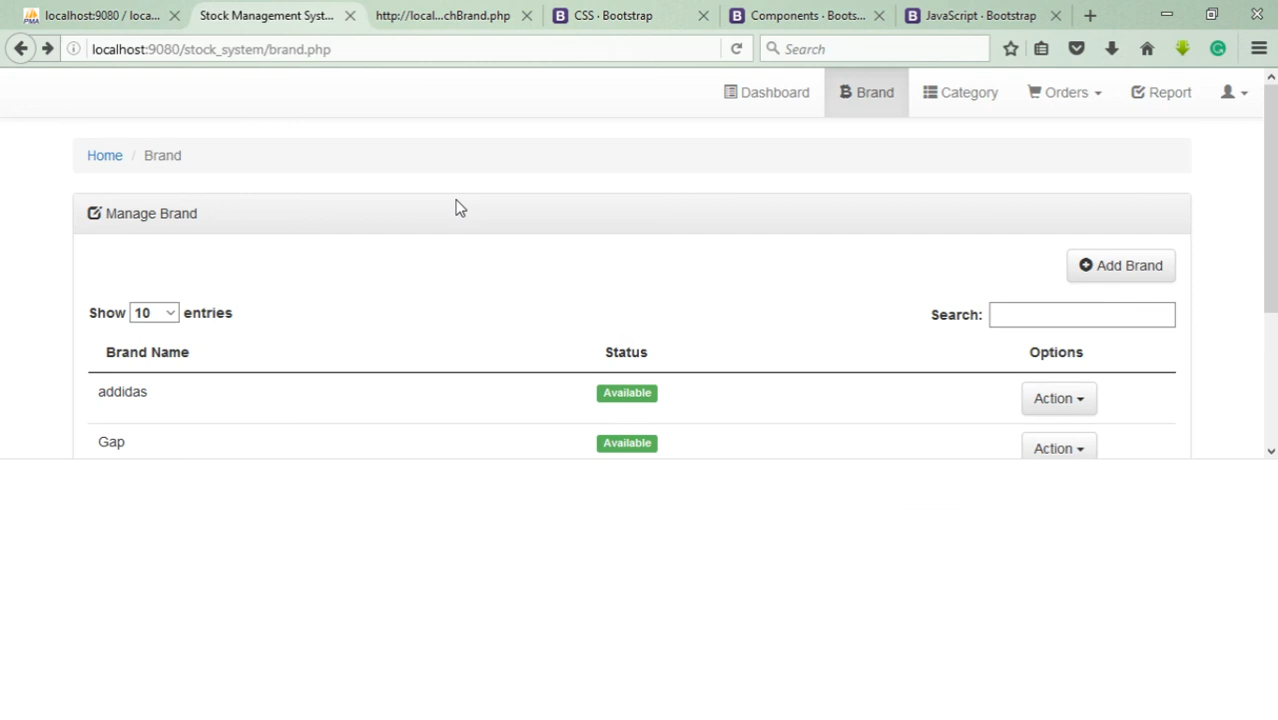 localhost:9080 / loca...
Stock Management Syst...
http://local...chBrand.php
CSS · Bootstrap
Components · Boots...
JavaScript · Bootstrap
localhost:9080/stock_system/brand.php
Search
Dashboard
Brand
Category
Orders
Report
Home / Brand
Manage Brand
Add Brand
Show 10 entries
Search:
Brand Name Status Options
addidas Available Action
Gap Available Action